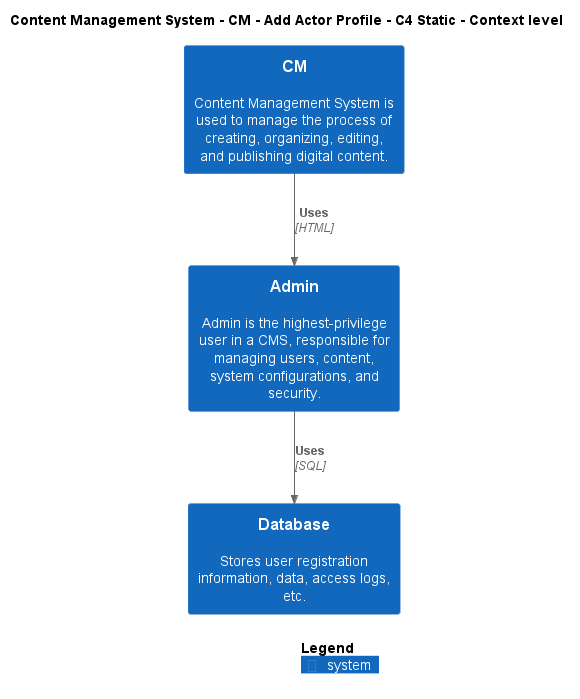 Content Management System - CM - Add Actor Profile - C4 Static - Context level
CM
Content Management System is
used to manage the process of
creating, organizing, editing,
and publishing digital content.
Uses
[HTML]
Admin
Admin is the highest-privilege
user in a CMS, responsible for
managing users, content,
system configurations, and
security.
Uses
[SQL]
Database
Stores user registration
information, data, access logs,
etc.
Legend
system